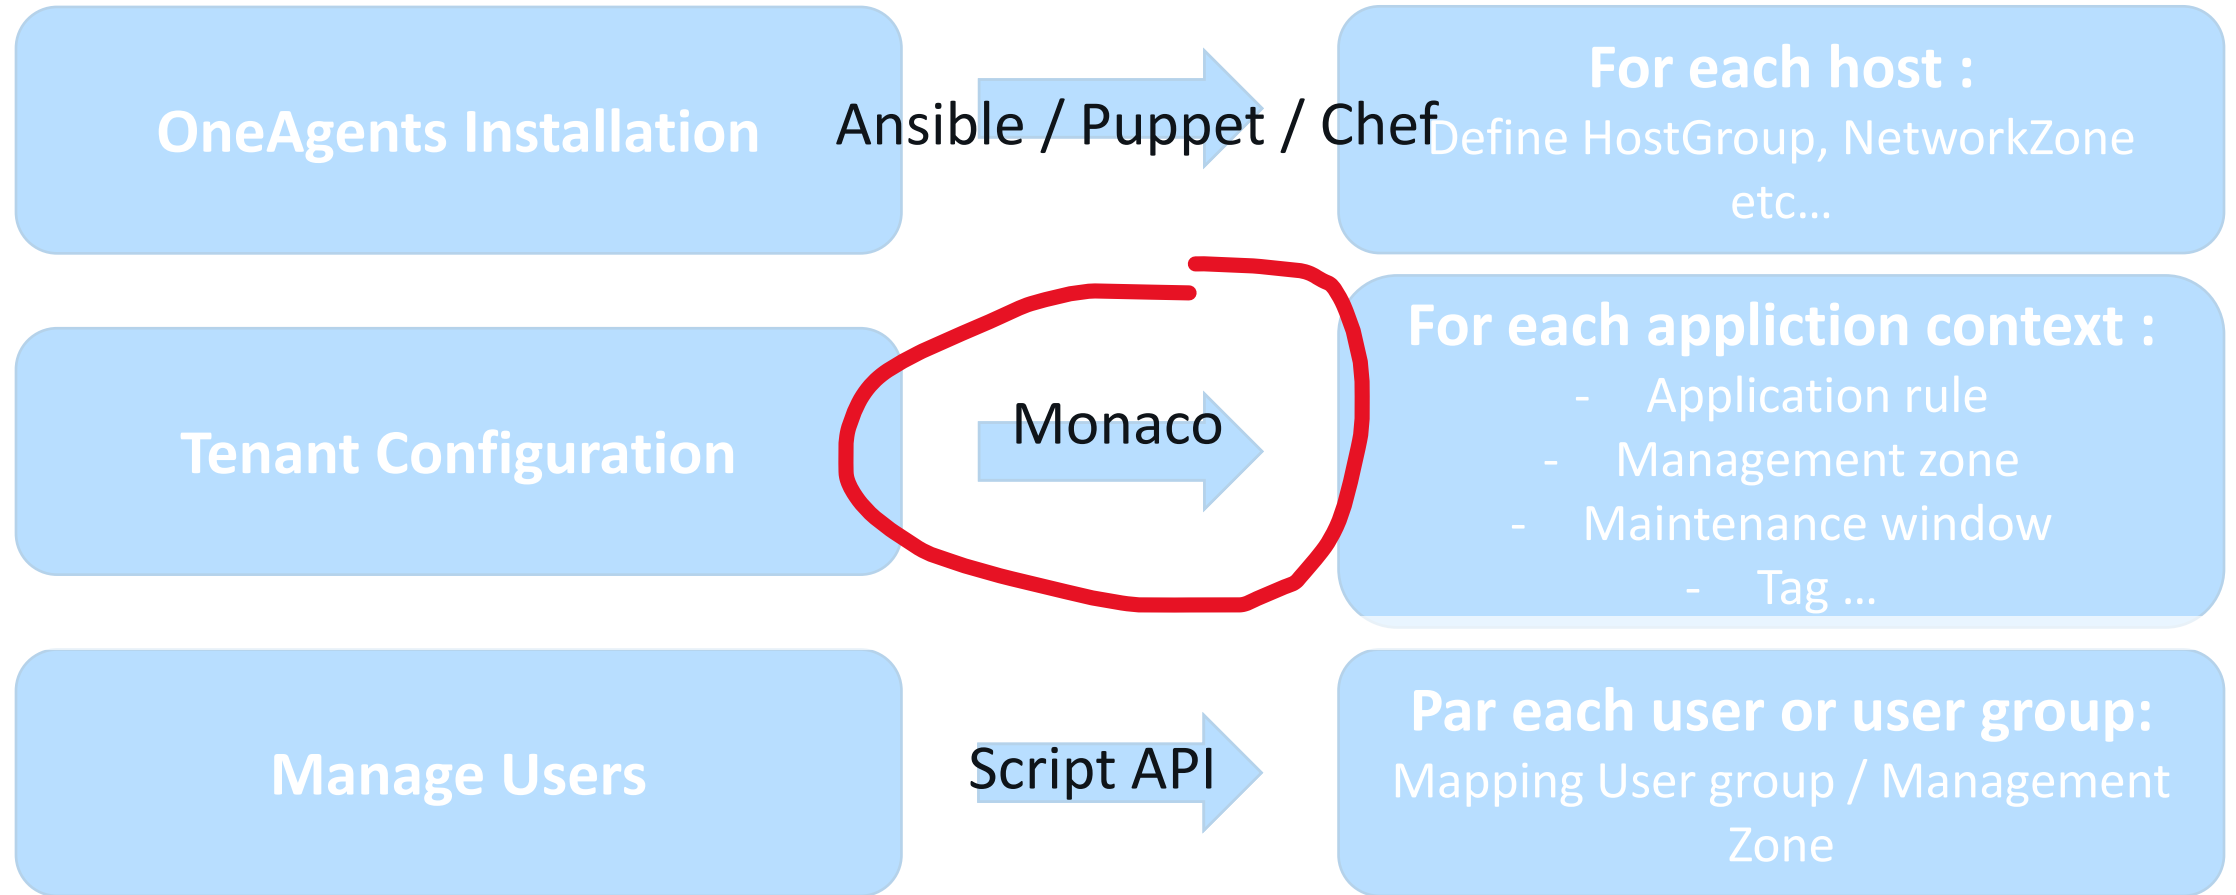 OneAgents Installation
Ansible / Puppet / Chef
For each host :
Define HostGroup, NetworkZone
etc…
Tenant Configuration
Monaco
For each appliction context :
- Application rule
- Management zone
- Maintenance window
- Tag …
Manage Users
Script API
Par each user or user group:
Mapping User group / Management
Zone